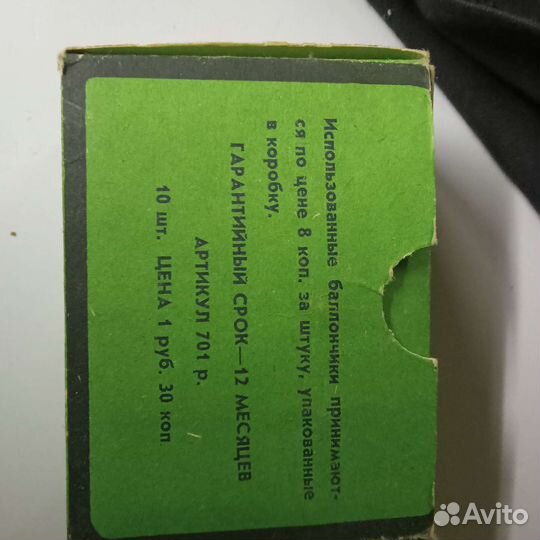 Использованные баллончики принимают-
ся по цене 8 коп. за штуку, упакованные
в коробку.
ГАРАНТИЙНЫЙ СРОК—12 МЕСЯЦЕВ
АРТИКУЛ 701 р.
10 шт. ЦЕНА 1 руб. 30 коп
Avito